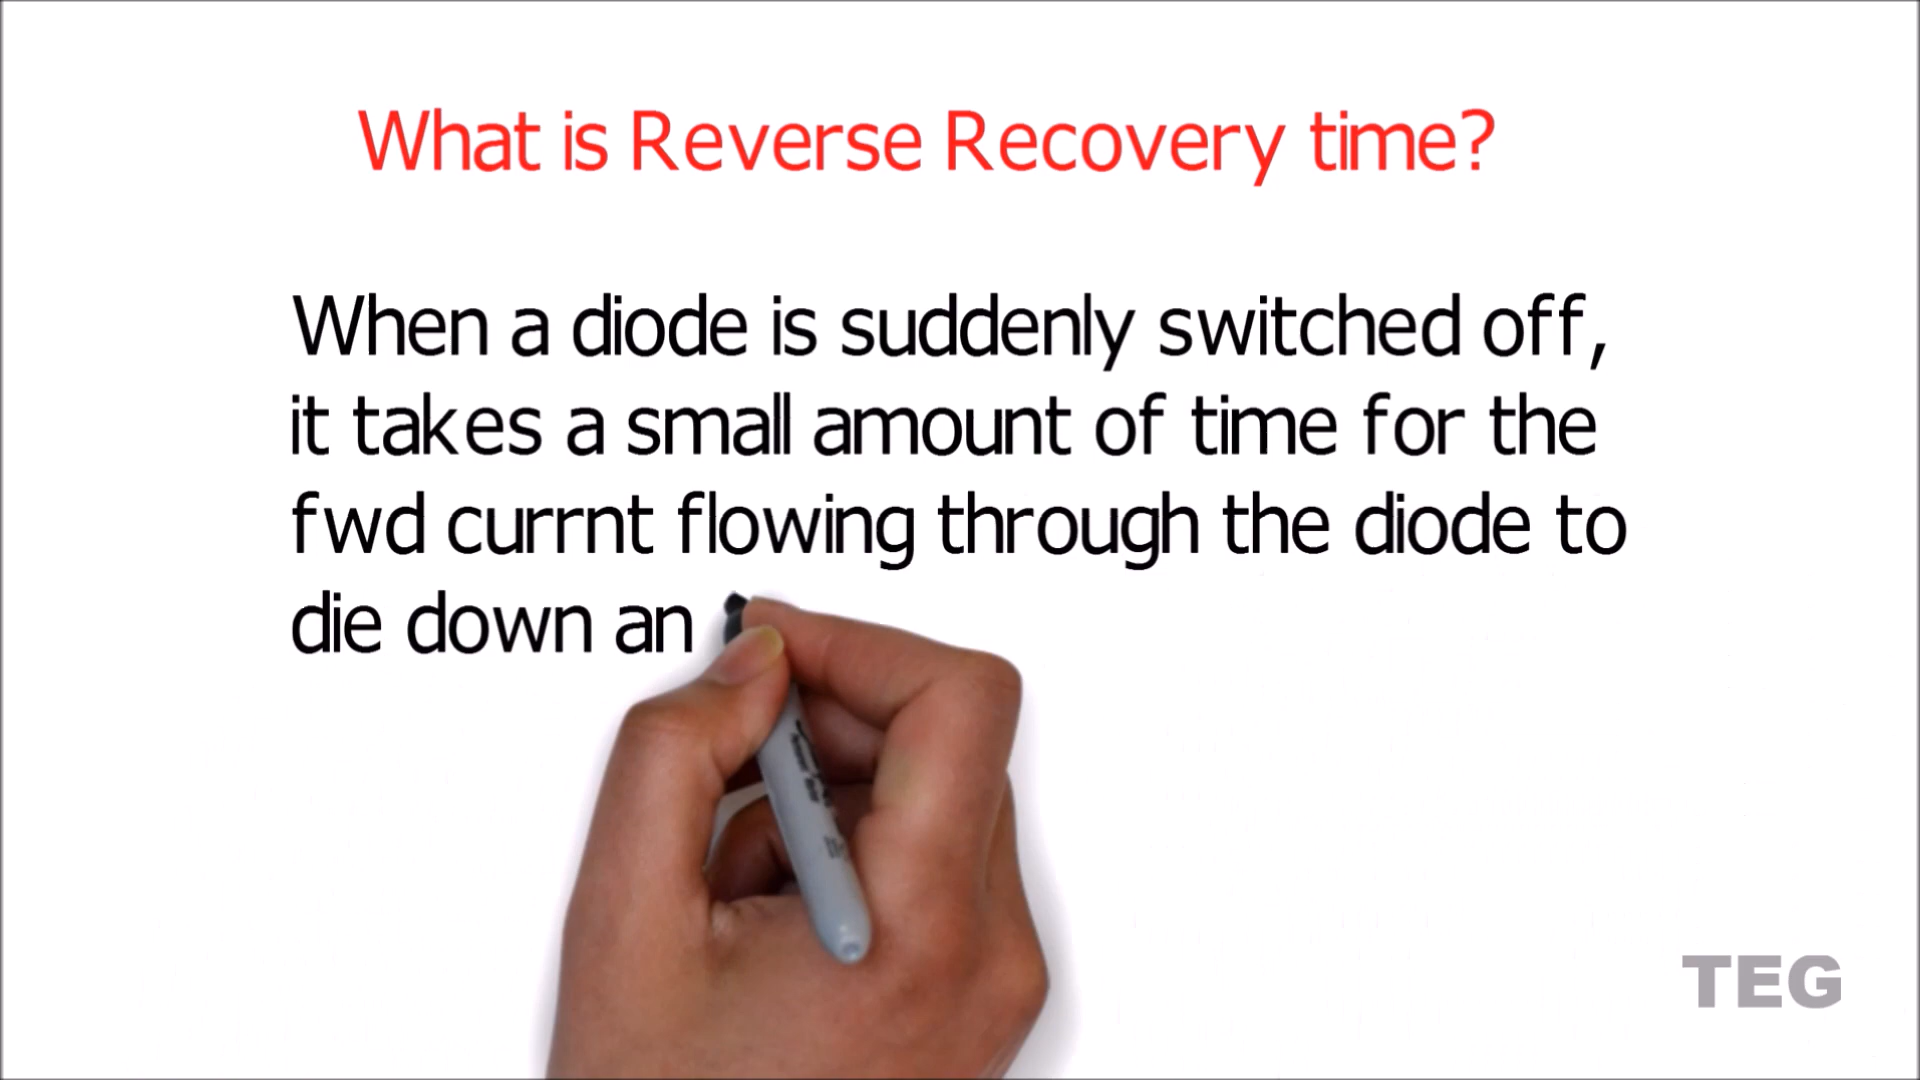 What is Reverse Recovery time?
When a diode is suddenly switched off,
it takes a small amount of time for the
fwd currnt flowing through the diode to
die down an
TEG